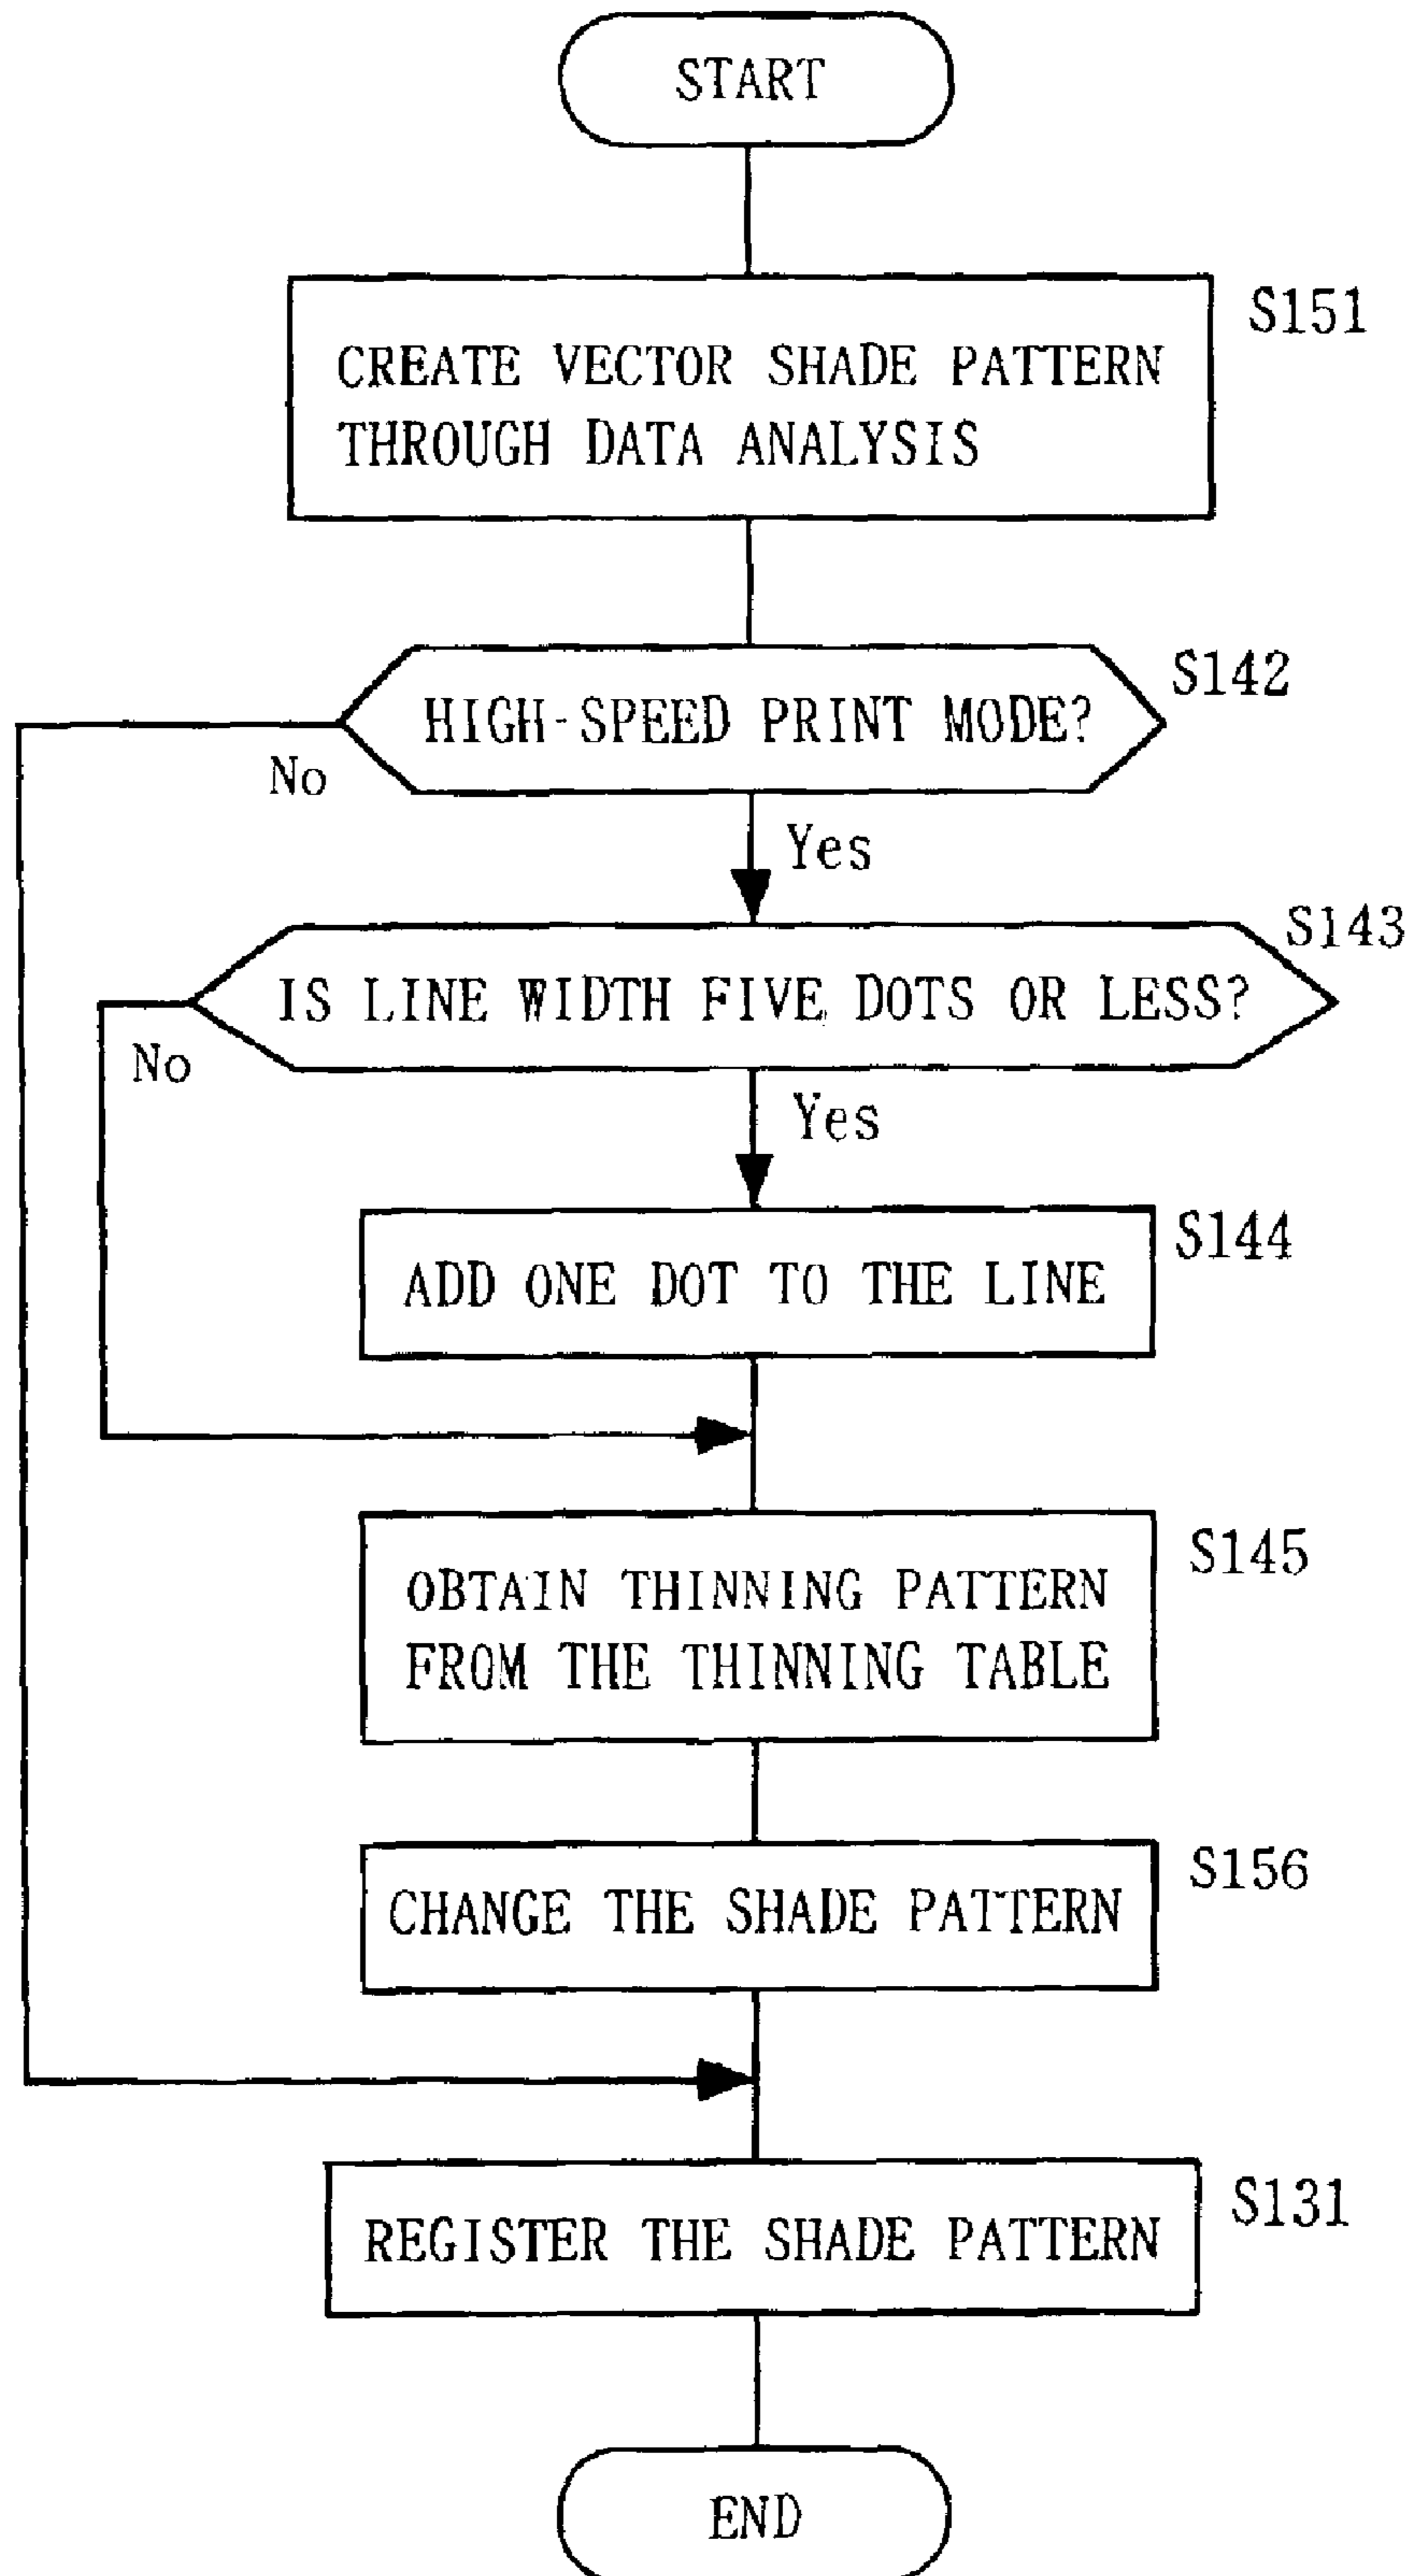 START
S151
CREATE VECTOR SHADE PATTERN
THROUGH DATA ANALYSIS
S142
HIGH-SPEED PRINT MODE?
No
Yes
S143
IS LINE WIDTH FIVE DOTS OR LESS?
No
Yes
S144
ADD ONE DOT TO THE LINE
S145
OBTAIN THINNING PATTERN
FROM THE THINNING TABLE
S156
CHANGE THE SHADE PATTERN
S131
REGISTER THE SHADE PATTERN
END